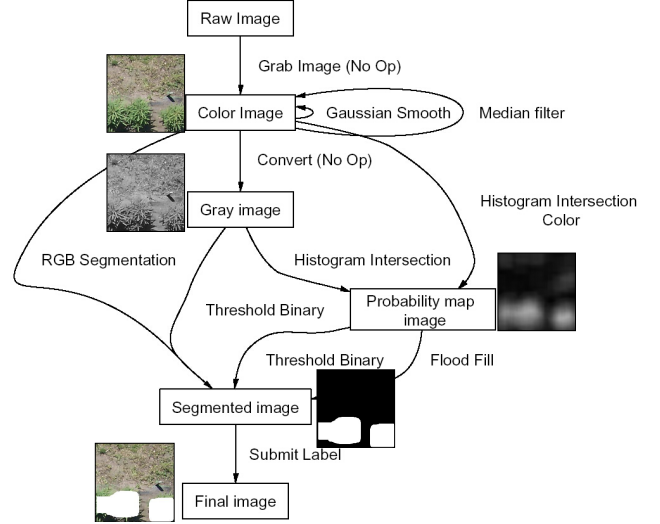 Raw Image
Grab Image (No Op)
Color Image
Gaussian Smooth
Median filter
Convert (No Op)
Gray image
Histogram Intersection
Color
RGB Segmentation
Histogram Intersection
Threshold Binary
Probability map
image
Threshold Binary
Flood Fill
Segmented image
Submit Label
Final image